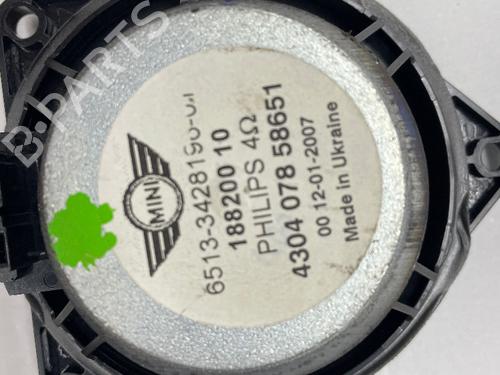 B-PARTS
MINI
6513-3428190-01
188200 10
PHILIPS 4Ω
4304 078 58651
00 12-01-2007
Made in Ukraine